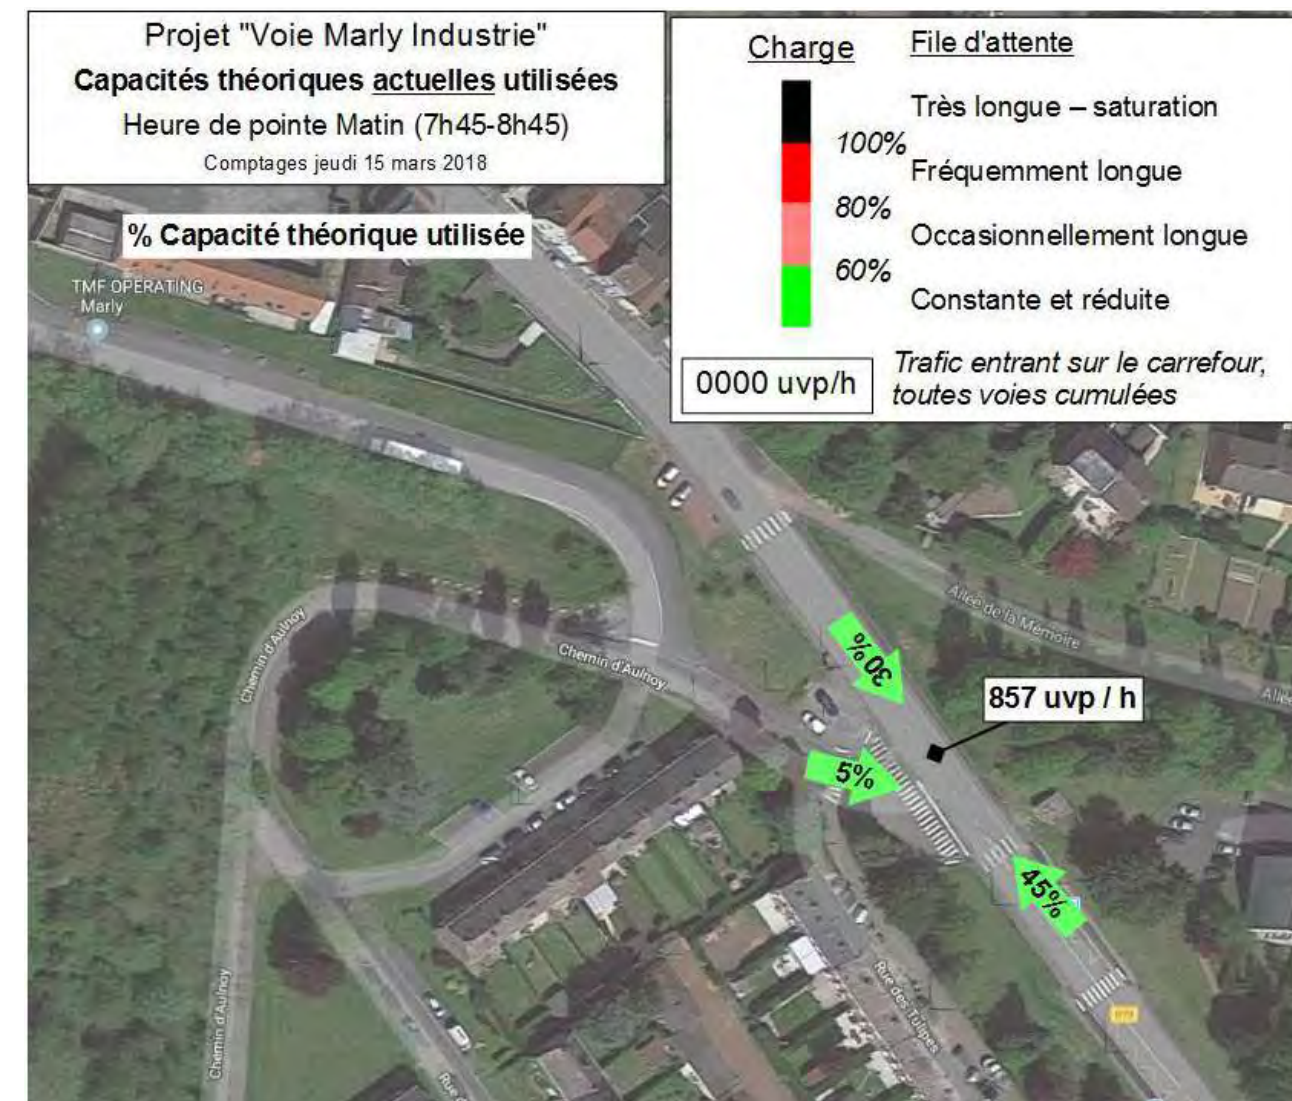 Projet "Voie Marly Industrie"
Capacités théoriques actuelles utilisées
Heure de pointe Matin (7h45-8h45)
Comptages jeudi 15 mars 2018
Charge
File d'attente
Très longue – saturation
100%
Fréquemment longue
80%
Occasionnellement longue
60%
Constante et réduite
0000 uvp/h
Trafic entrant sur le carrefour,
toutes voies cumulées
% Capacité théorique utilisée
TMF OPERATING
Marly
Allée de la Mémoire
Chemin d'Aulnoy
Chemin d'Aulnoy
30%
857 uvp / h
5%
45%
Rue des Tulipes
Chemin d'Aulnoy